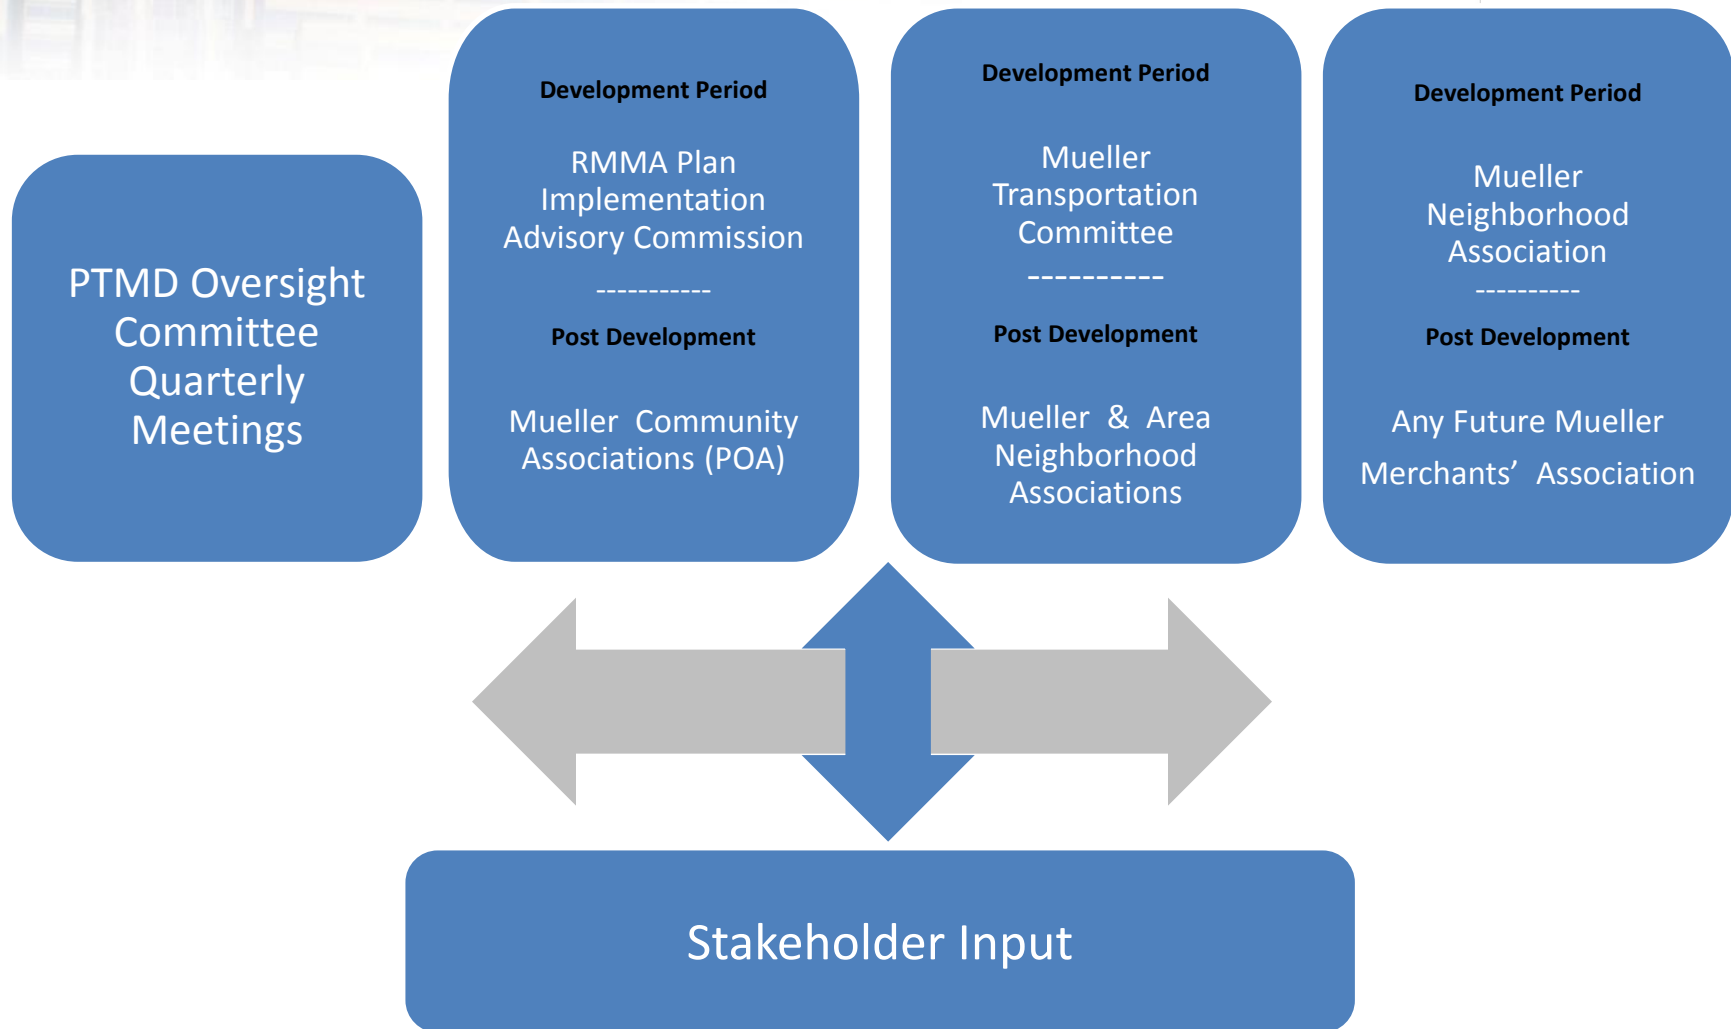 PTMD Oversight
Committee
Quarterly
Meetings
Development Period
RMMA Plan
Implementation
Advisory Commission
-----------
Post Development
Mueller Community
Associations (POA)
Development Period
Mueller
Transportation
Committee
----------
Post Development
Mueller & Area
Neighborhood
Associations
Development Period
Mueller
Neighborhood
Association
----------
Post Development
Any Future Mueller
Merchants’ Association
Stakeholder Input